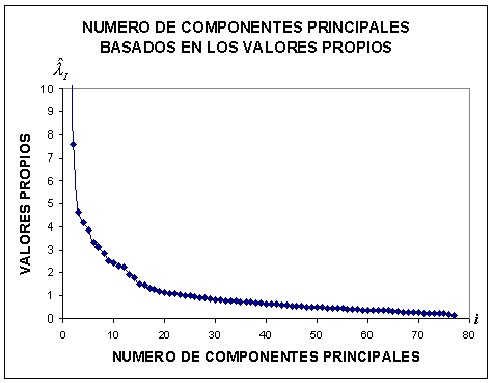 NUMERO DE COMPONENTES PRINCIPALES
BASADOS EN LOS VALORES PROPIOS
λ̂I
10
9
8
7
6
5
4
3
2
1
0
VALORES PROPIOS
0 10 20 30 40 50 60 70 80
i
NUMERO DE COMPONENTES PRINCIPALES